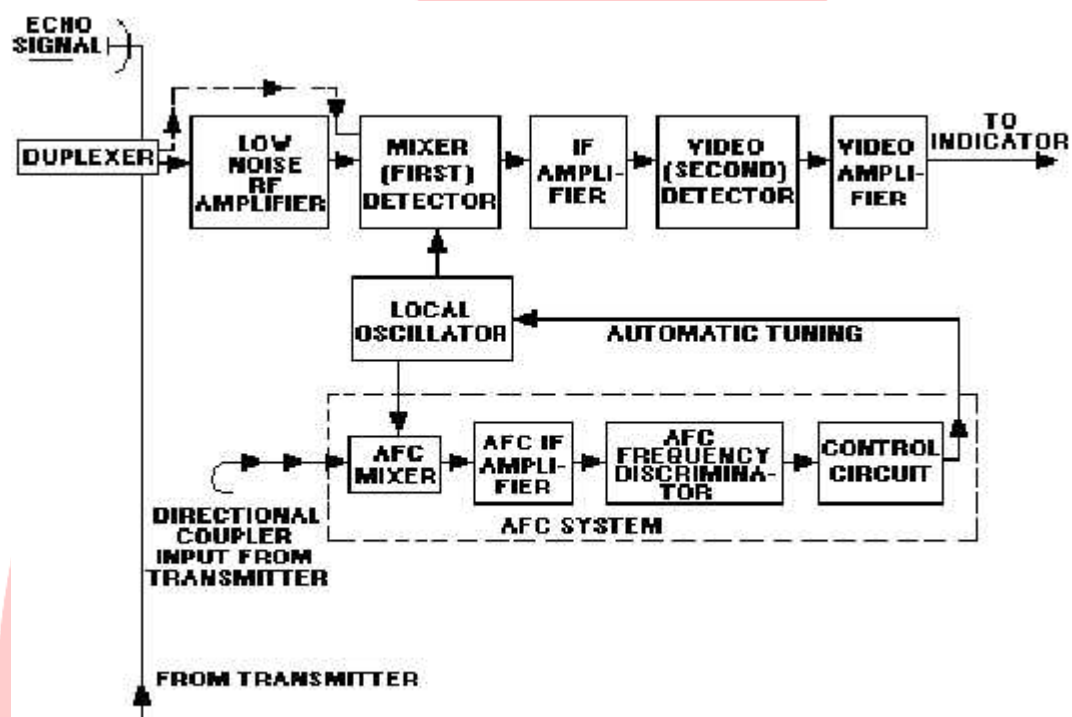 ECHO
SIGNAL
DUPLEXER
LOW
NOISE
RF
AMPLIFIER
MIXER
(FIRST)
DETECTOR
IF
AMPLI-
FIER
VIDEO
(SECOND)
DETECTOR
VIDEO
AMPLI-
FIER
TO
INDICATOR
LOCAL
OSCILLATOR
AUTOMATIC TUNING
AFC
MIXER
AFC IF
AMPLI-
FIER
AFC
FREQUENCY
DISCRIMINA-
TOR
CONTROL
CIRCUIT
AFC SYSTEM
DIRECTIONAL
COUPLER
INPUT FROM
TRANSMITTER
FROM TRANSMITTER